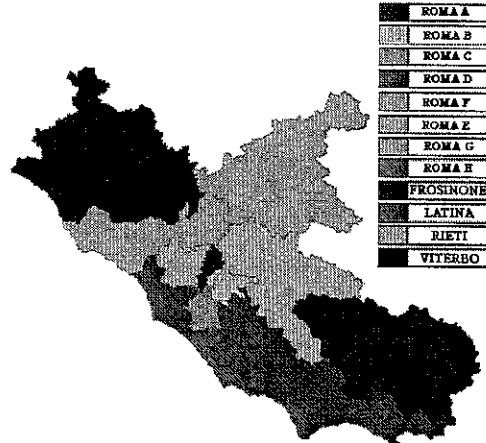 ROMA A
ROMA B
ROMA C
ROMA D
ROMA F
ROMA E
ROMA G
ROMA H
FROSINONE
LATINA
RIETI
VITERBO